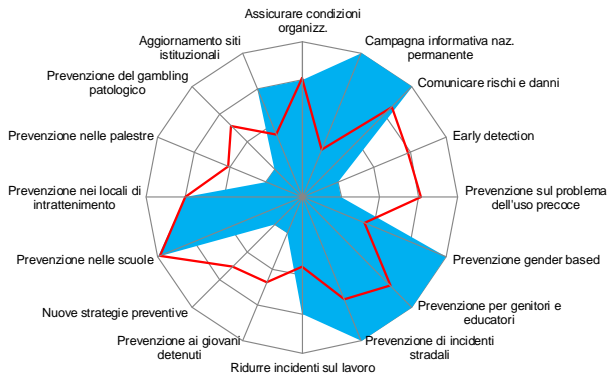 Assicurare condizioni
organizz.
Campagna informativa naz.
permanente
Comunicare rischi e danni
Early detection
Prevenzione sul problema
dell'uso precoce
Prevenzione gender based
Prevenzione per genitori e
educatori
Prevenzione di incidenti
stradali
Ridurre incidenti sul lavoro
Prevenzione ai giovani
detenuti
Nuove strategie preventive
Prevenzione nelle scuole
Prevenzione nei locali di
intrattenimento
Prevenzione nelle palestre
Prevenzione del gambling
patologico
Aggiornamento siti
istituzionali